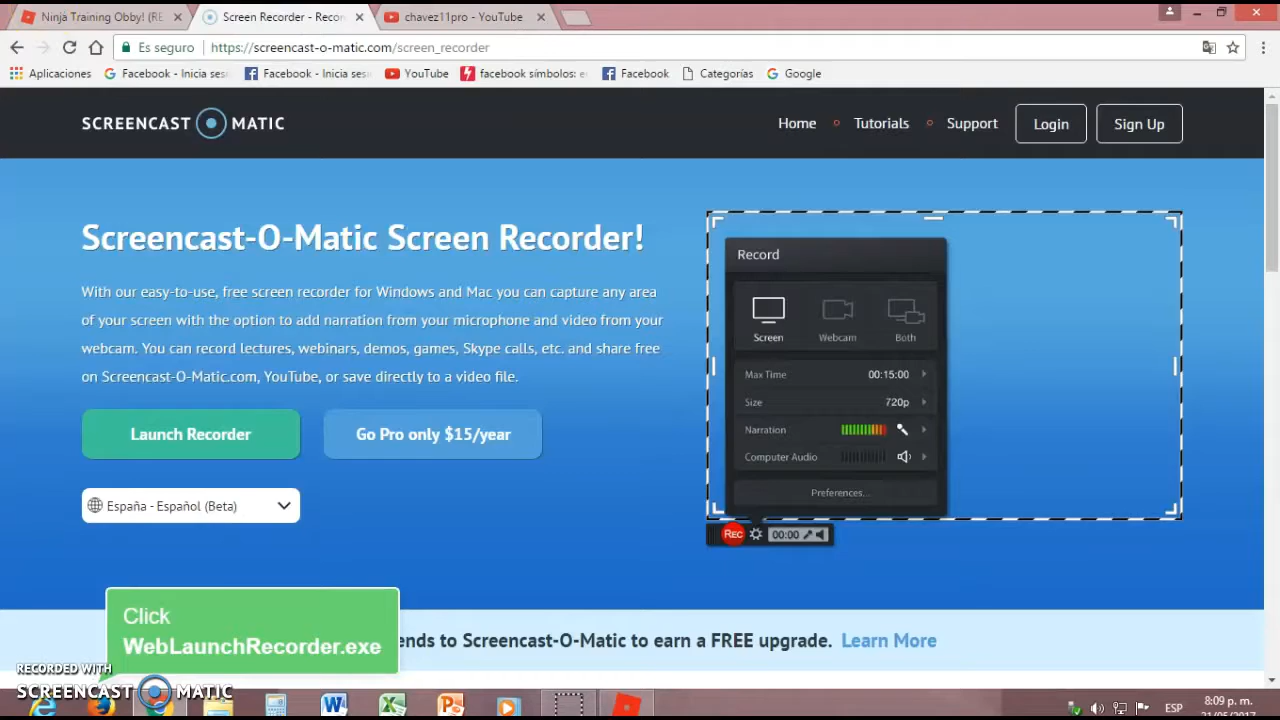 Ninja Training Obby! (RE
Screen Recorder - Recor
chavez11pro - YouTube
Es seguro
https://screencast-o-matic.com/screen_recorder
Aplicaciones
Facebook - Inicia ses
Facebook - Inicia ses
YouTube
facebook símbolos: e
Facebook
Categorías
Google
SCREENCAST MATIC
Home
Tutorials
Support
Login
Sign Up
Screencast-O-Matic Screen Recorder!
With our easy-to-use, free screen recorder for Windows and Mac you can capture any area
of your screen with the option to add narration from your microphone and video from your
webcam. You can record lectures, webinars, demos, games, Skype calls, etc. and share free
on Screencast-O-Matic.com, YouTube, or save directly to a video file.
Launch Recorder
Go Pro only $15/year
España - Español (Beta)
Record
Screen
Webcam
Both
Max Time 00:15:00
Size 720p
Narration
Computer Audio
Preferences...
REC
00:00
Click
WebLaunchRecorder.exe
ends to Screencast-O-Matic to earn a FREE upgrade. Learn More
RECORDED WITH
SCREENCAST MATIC
ESP
8:09 p. m.
21/05/2017